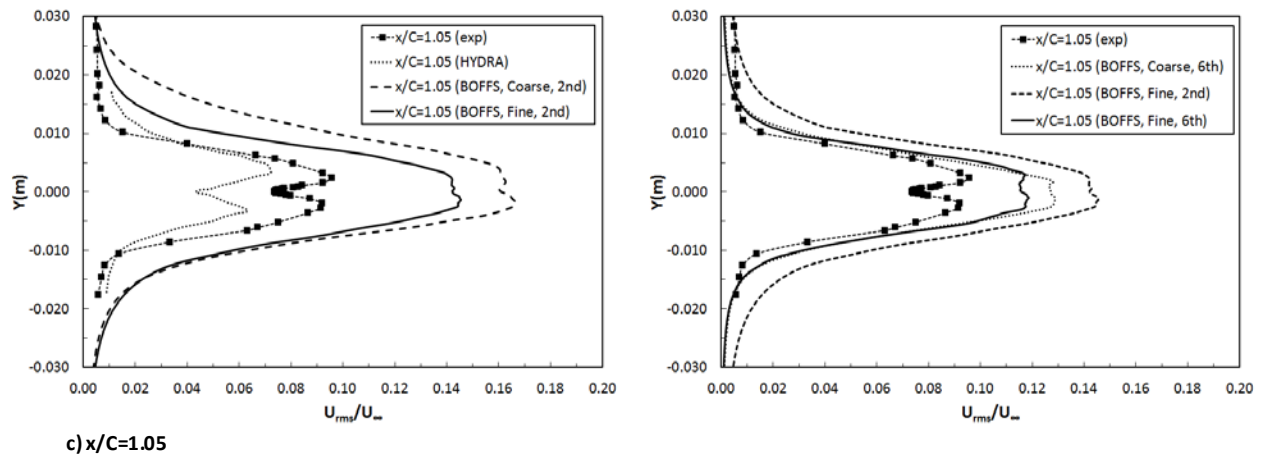 0.030
0.020
0.010
0.000
-0.010
-0.020
-0.030
Y(m)
x/C=1.05 (exp)
x/C=1.05 (HYDRA)
x/C=1.05 (BOFFS, Coarse, 2nd)
x/C=1.05 (BOFFS, Fine, 2nd)
0.00 0.02 0.04 0.06 0.08 0.10 0.12 0.14 0.16 0.18 0.20
Urms/U∞
0.030
0.020
0.010
0.000
-0.010
-0.020
-0.030
Y(m)
x/C=1.05 (exp)
x/C=1.05 (BOFFS, Coarse, 6th)
x/C=1.05 (BOFFS, Fine, 2nd)
x/C=1.05 (BOFFS, Fine, 6th)
0.00 0.02 0.04 0.06 0.08 0.10 0.12 0.14 0.16 0.18 0.20
Urms/U∞
c) x/C=1.05